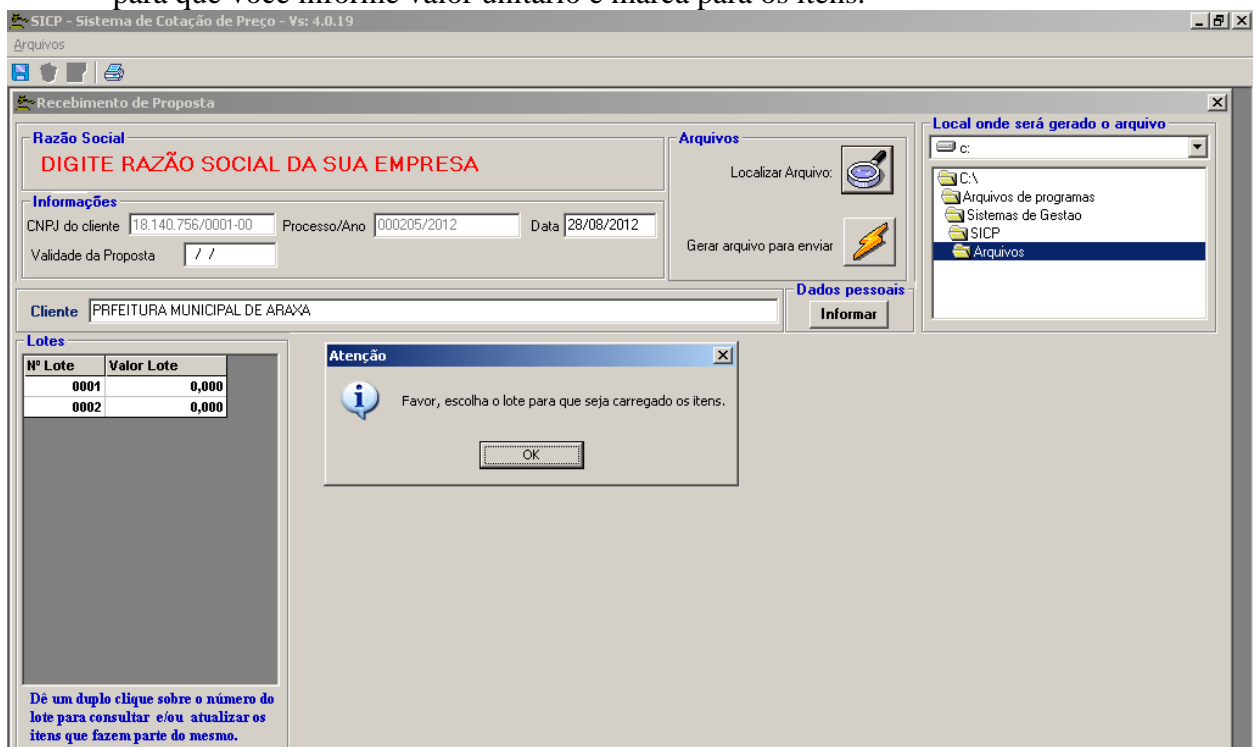 para que você informe valor unitário e marca para os itens.
SICP - Sistema de Cotação de Preço - Vs: 4.0.19
Arquivos
Recebimento de Proposta
Razão Social
DIGITE RAZÃO SOCIAL DA SUA EMPRESA
Informações
CNPJ do cliente 18.140.756/0001-00 Processo/Ano 000205/2012 Data 28/08/2012
Validade da Proposta / /
Arquivos
Localizar Arquivo:
Gerar arquivo para enviar
Local onde será gerado o arquivo
c:
C:\
Arquivos de programas
Sistemas de Gestao
SICP
Arquivos
Cliente PRFEITURA MUNICIPAL DE ARAXA
Dados pessoais
Informar
Lotes
Nº Lote Valor Lote
0001 0,000
0002 0,000
Atenção
Favor, escolha o lote para que seja carregado os itens.
OK
Dê um duplo clique sobre o número do
lote para consultar e/ou atualizar os
itens que fazem parte do mesmo.